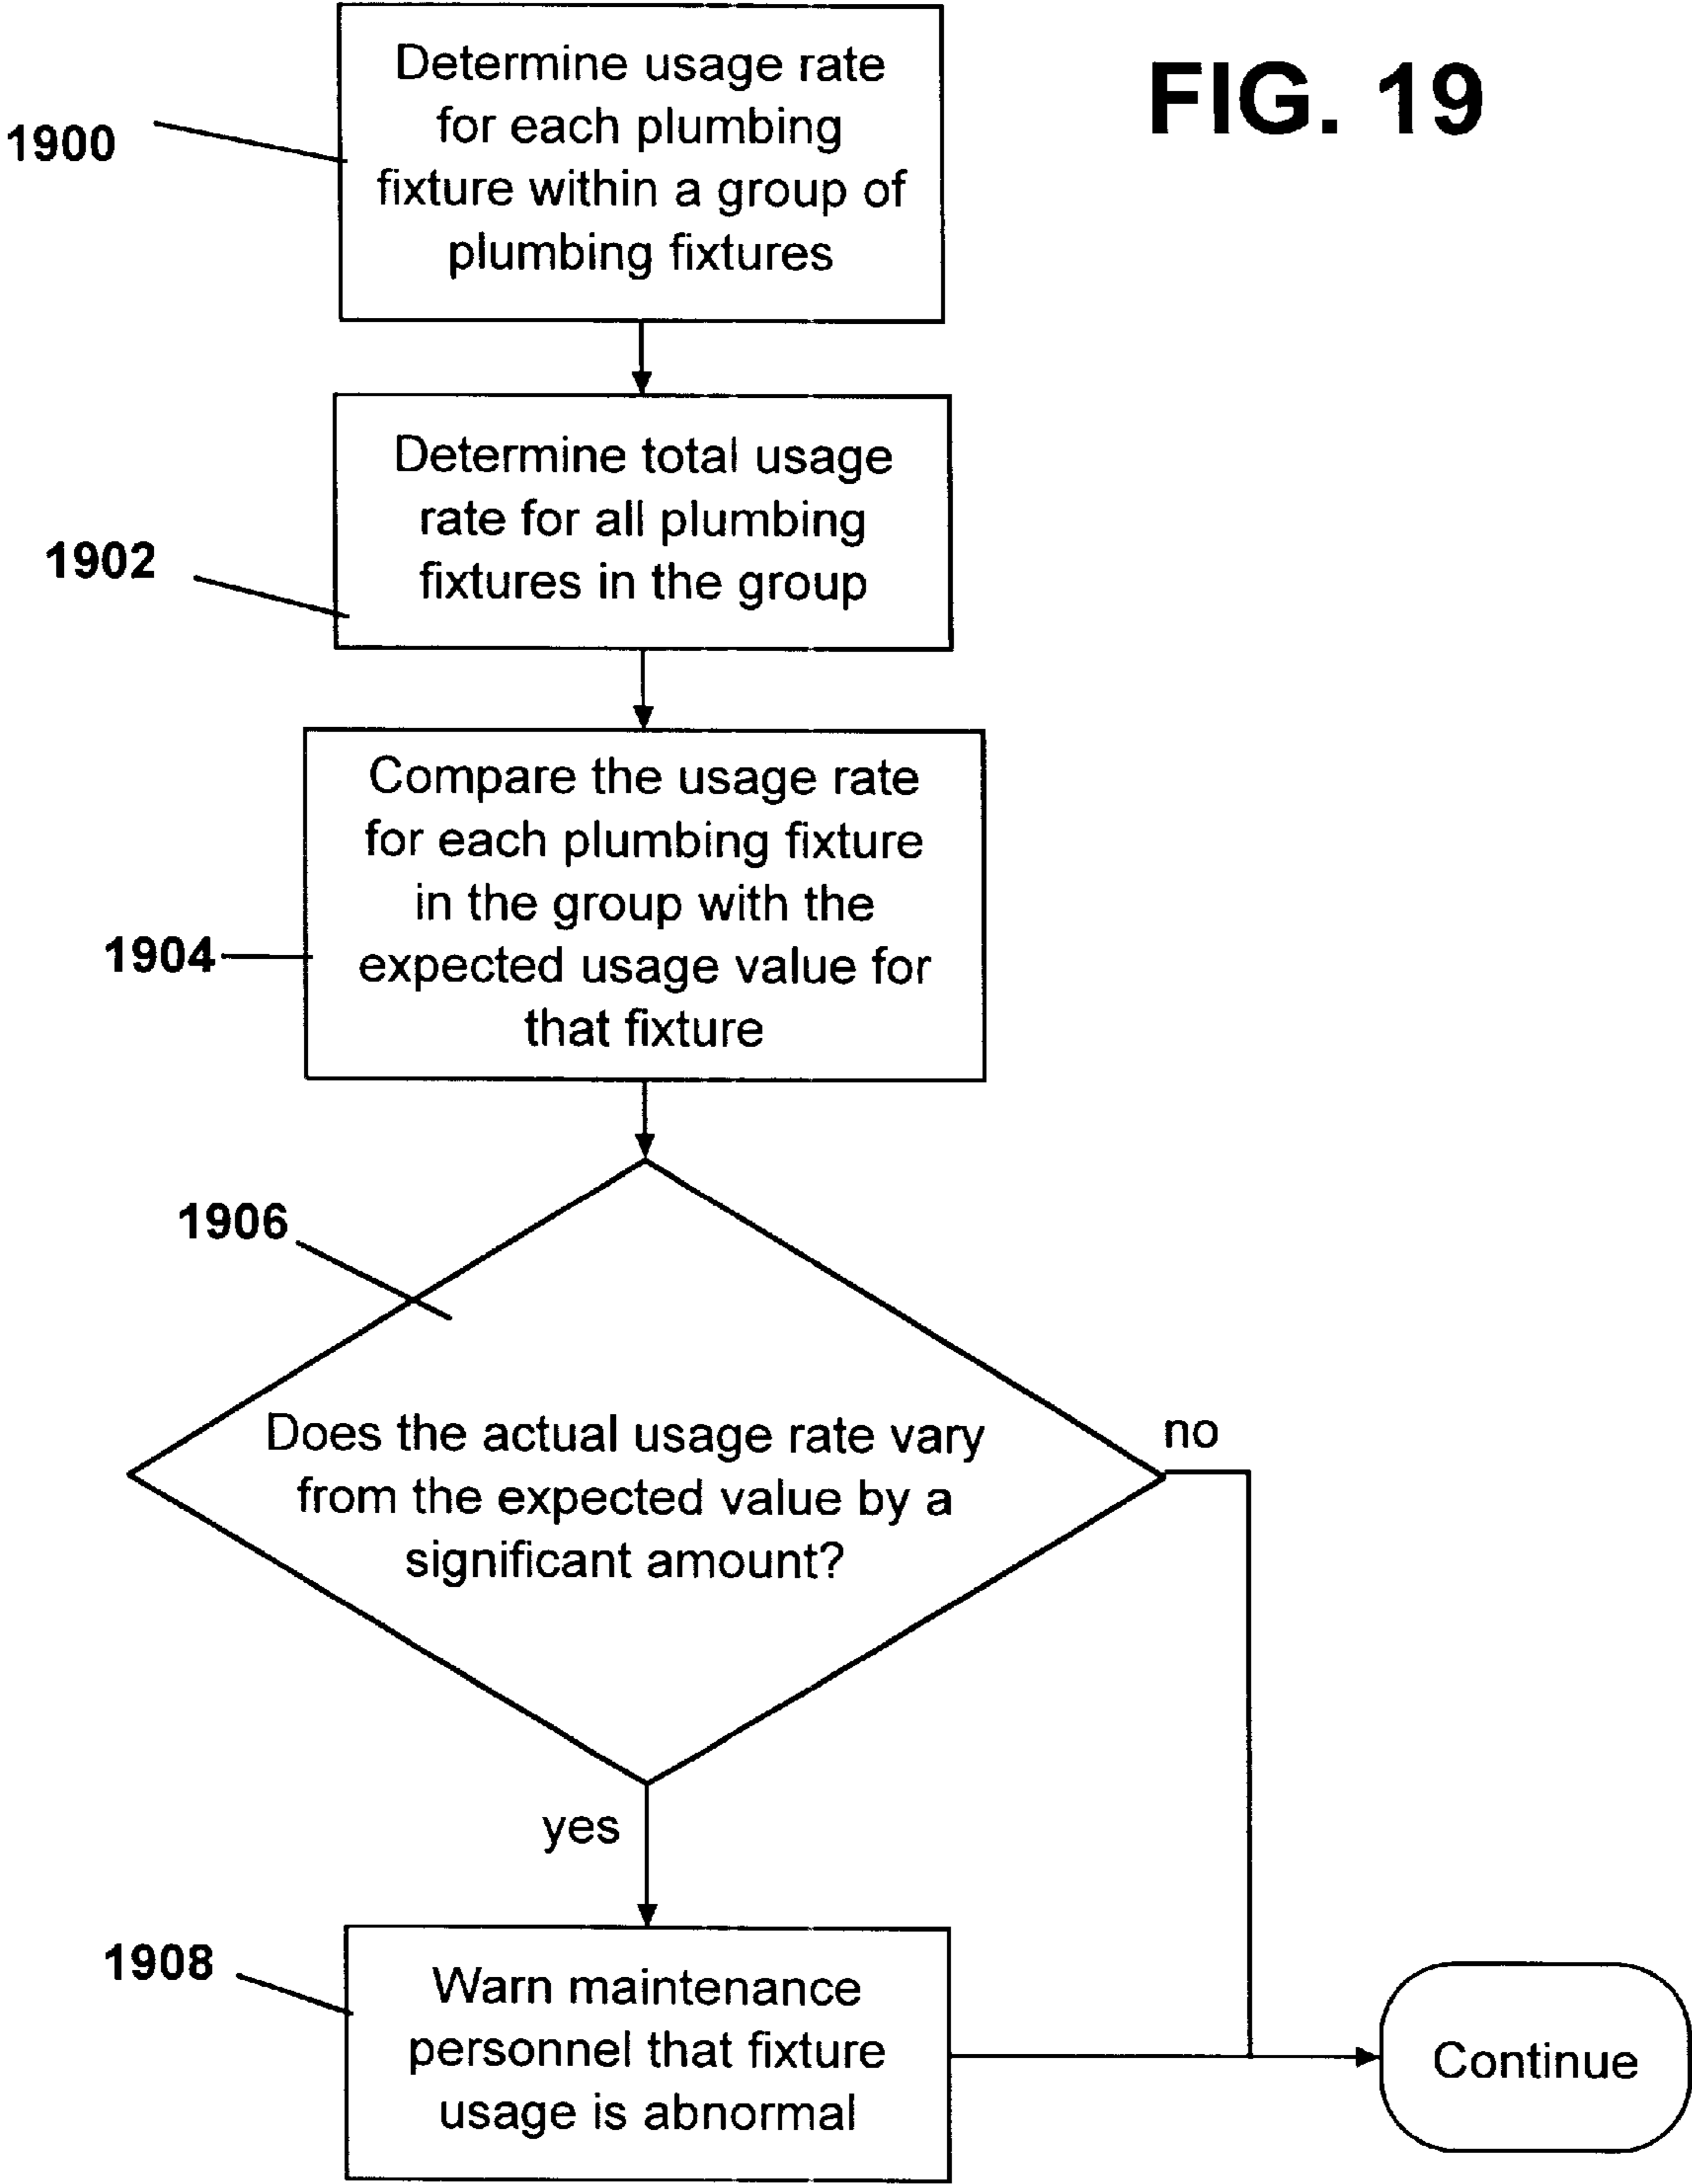 FIG. 19
1900
Determine usage rate
for each plumbing
fixture within a group of
plumbing fixtures
1902
Determine total usage
rate for all plumbing
fixtures in the group
1904
Compare the usage rate
for each plumbing fixture
in the group with the
expected usage value for
that fixture
1906
Does the actual usage rate vary
from the expected value by a
significant amount?
no
yes
1908
Warn maintenance
personnel that fixture
usage is abnormal
Continue